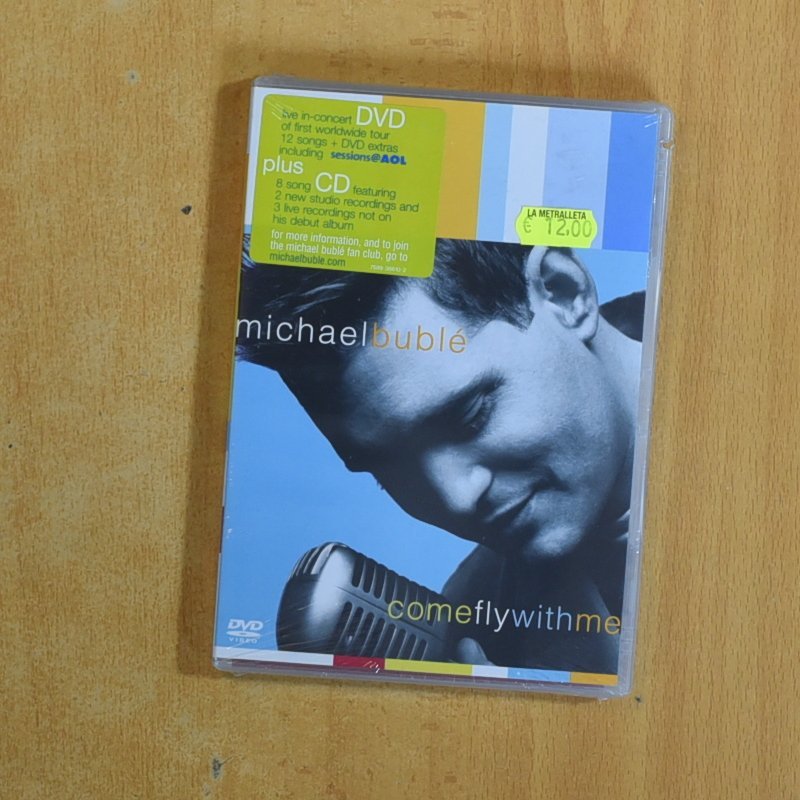 live in-concert DVD
of first worldwide tour
12 songs + DVD extras
including sessions@AOL
plus
8 song CD featuring
2 new studio recordings and
3 live recordings not on
his debut album
for more information, and to join
the michael bublé fan club, go to
michaelbuble.com
LA METRALLETA
€ 12,00
michaelbublé
comeflywithme
DVD
VIDEO